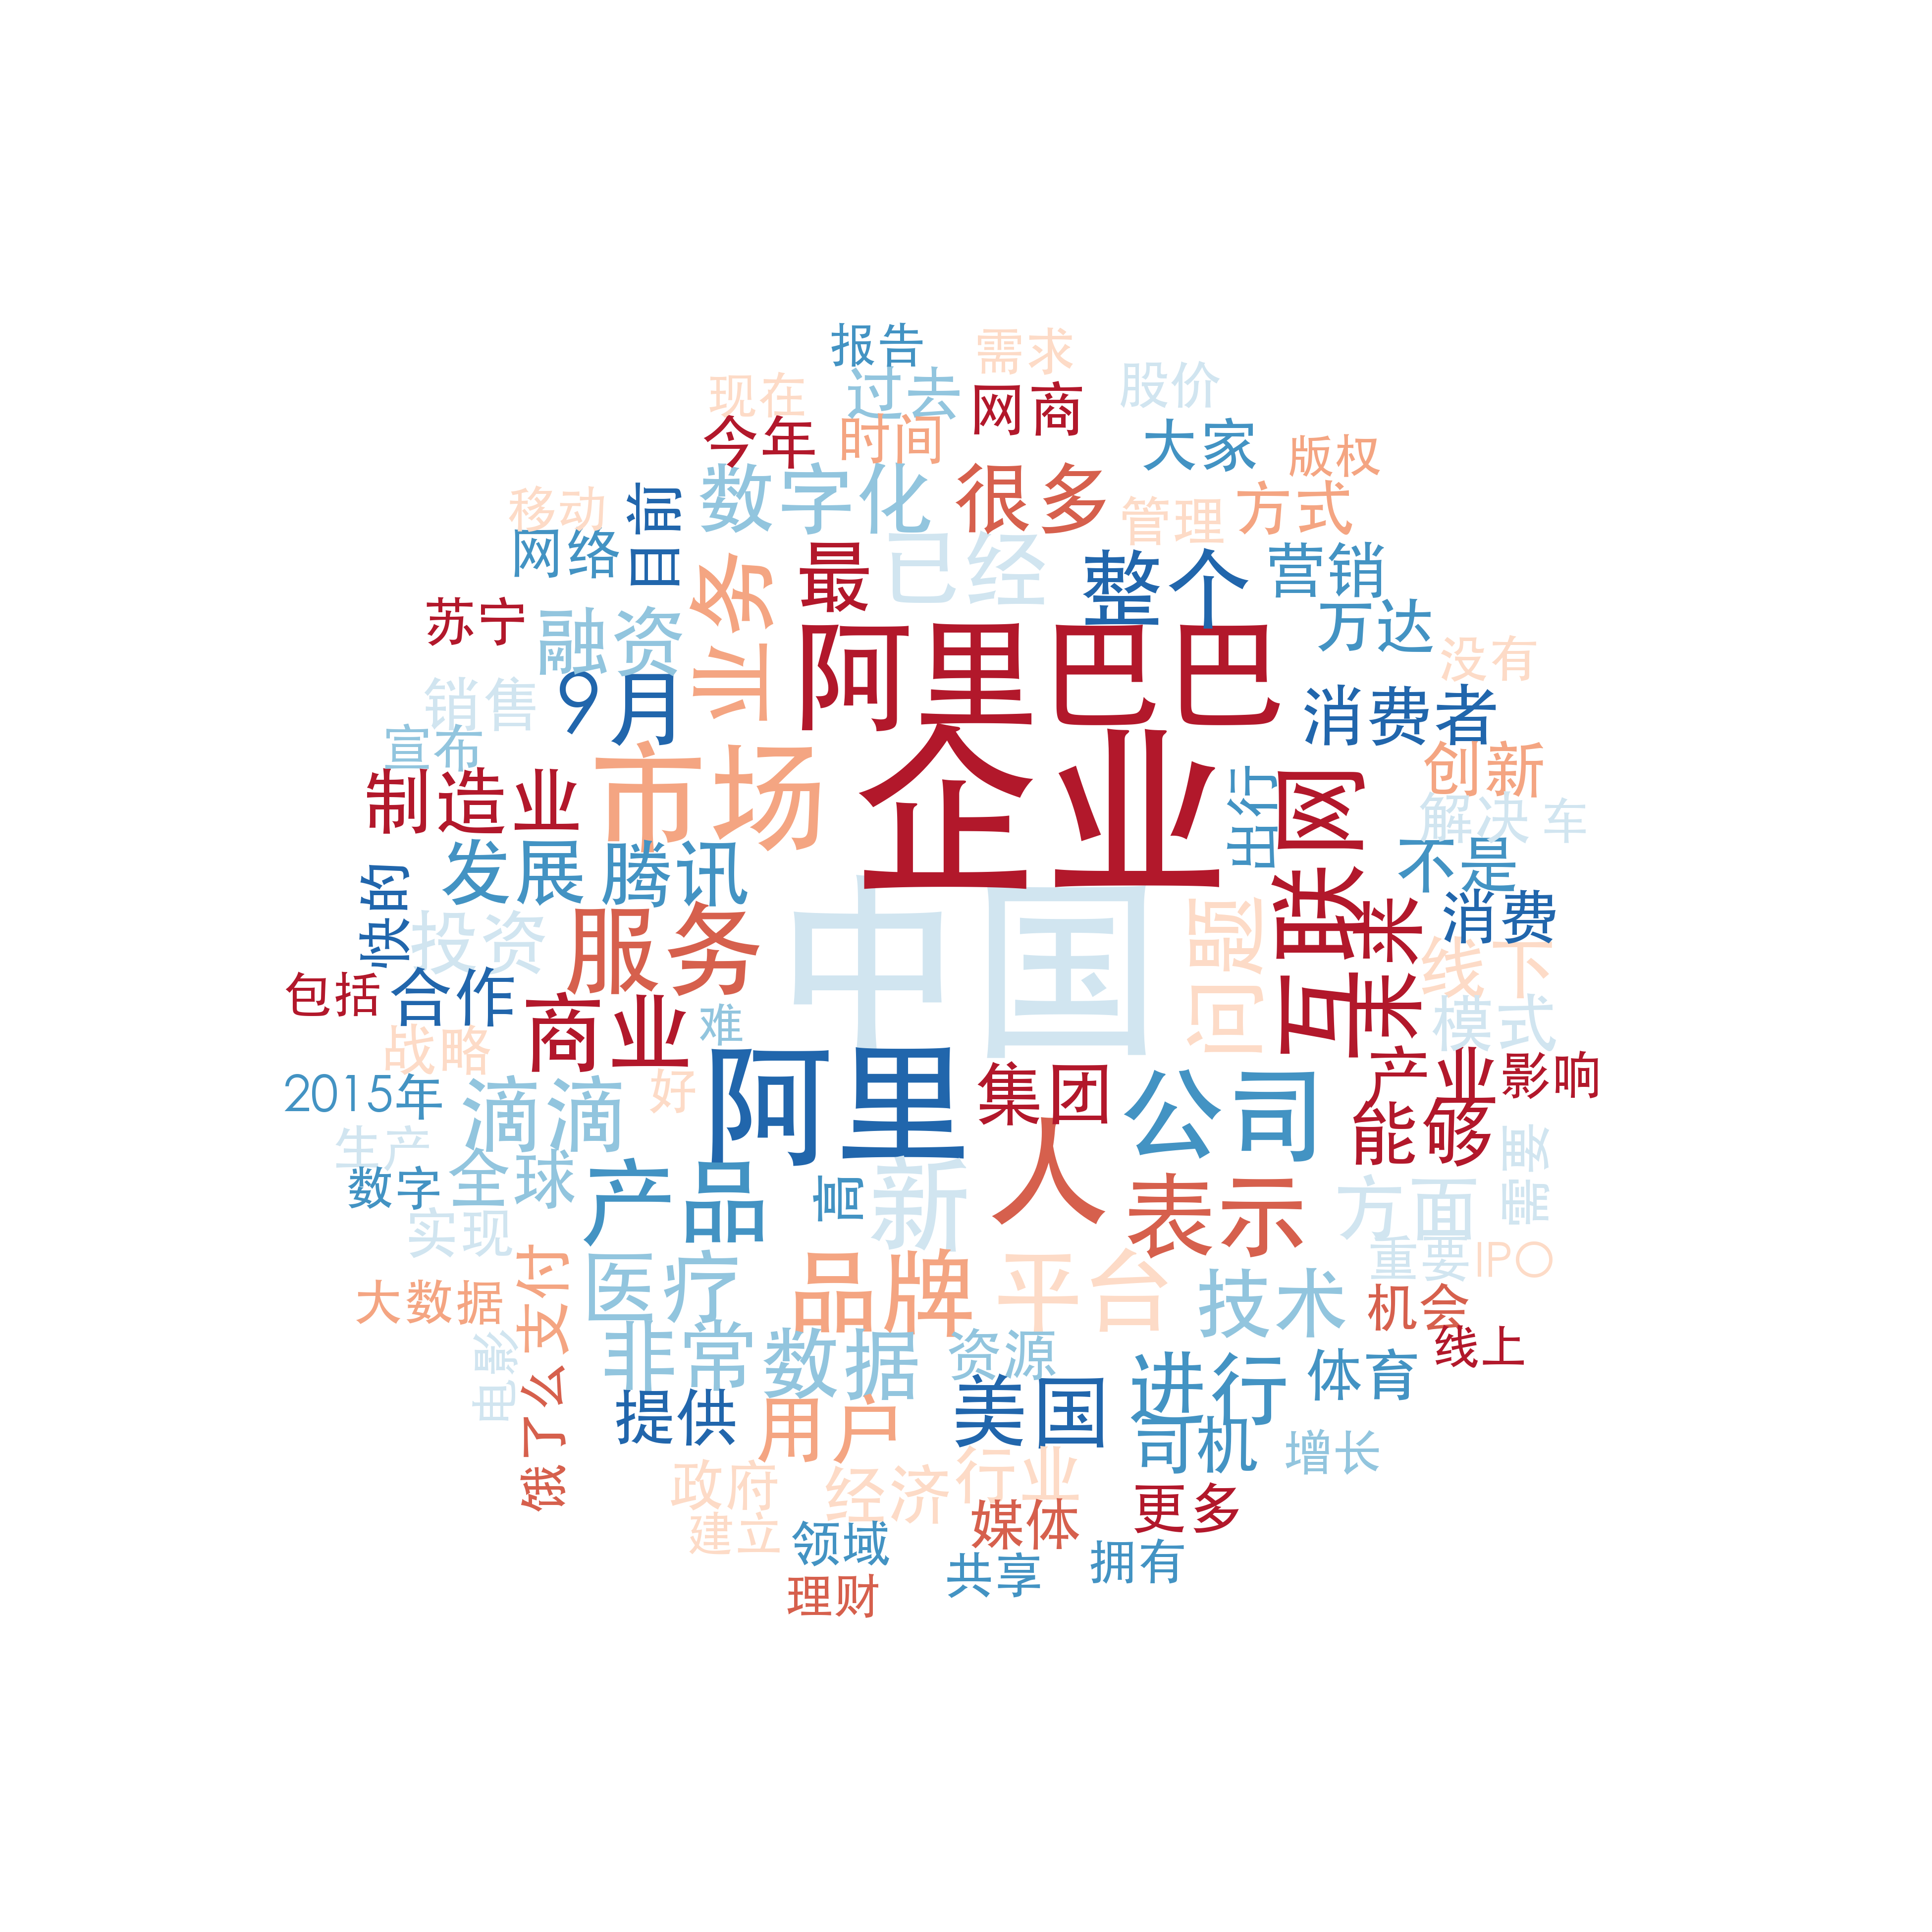 报告
需求
过去
股价
现在
网商
今年
时间
大家
版权
数字化
很多
移动
目前
管理
方式
网络
业务
最
已经
整个
营销
苏宁
融资
阿里巴巴
万达
没有
9月
销售
消费者
宣布
市场
企业
出行
互联网
创新
制造业
解决
车
发展
腾讯
不是
快的
投资
服务
中国
问题
某某
消费
线下
包括
合作
商业
难
模式
战略
阿里
集团
公司
产业
影响
2015年
滴滴
好
人
能够
生产
数字
全球
产品
高
新
表示
方面
需要
实现
支付
医疗
品牌
平台
技术
重要
IPO
大数据
机会
电影
饿了么
非常
数据
资源
进行
体育
线上
提供
用户
美国
司机
增长
政府
经济
行业
更多
建立
领域
媒体
共享
拥有
理财